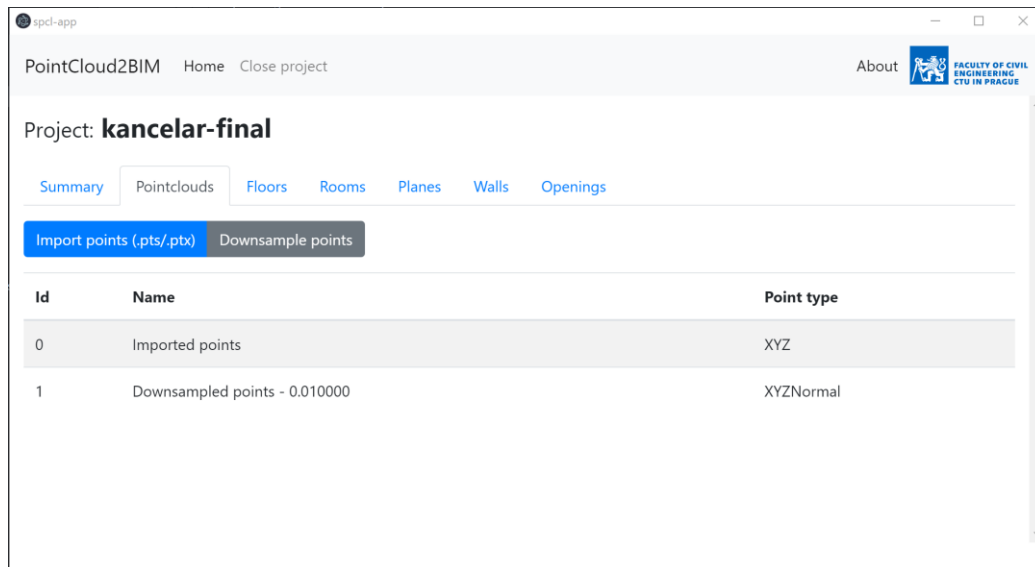 spcl-app
PointCloud2BIM Home Close project About FACULTY OF CIVIL
ENGINEERING
CTU IN PRAGUE
Project: kancelar-final
Summary Pointclouds Floors Rooms Planes Walls Openings
Import points (.pts/.ptx) Downsample points
Id Name Point type
0 Imported points XYZ
1 Downsampled points - 0.010000 XYZNormal